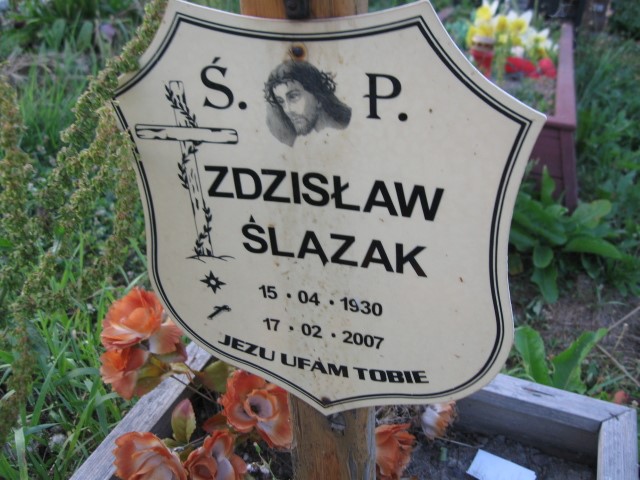 Ś. P.
ZDZISŁAW
ŚLĄZAK
15 · 04 · 1930
17 · 02 · 2007
JEZU UFAM TOBIE